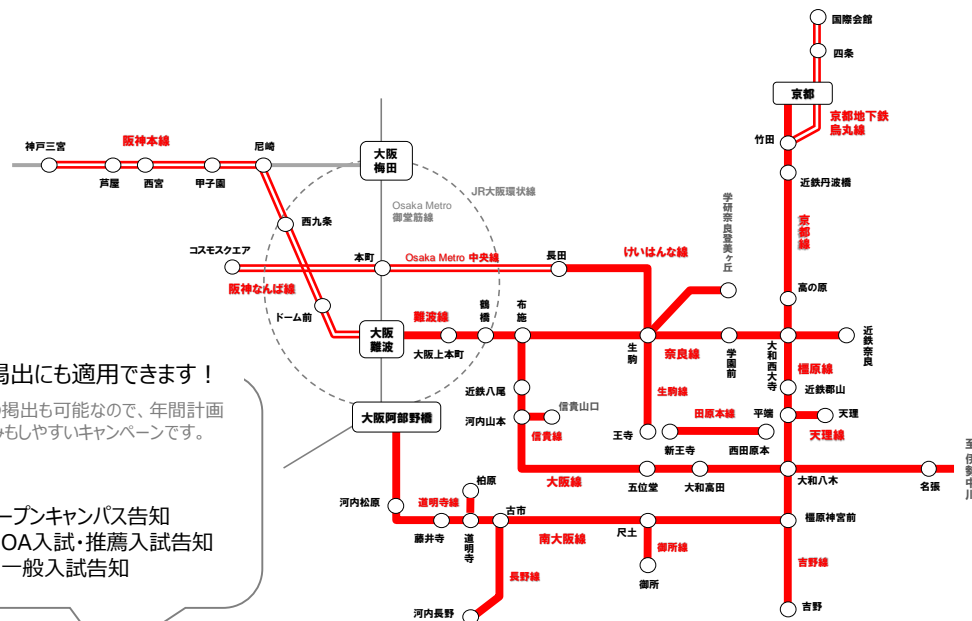 国際会館
四条
京都
京都地下鉄
烏丸線
竹田
近鉄丹波橋
京都線
高の原
神戸三宮
阪神本線
尼崎
芦屋
西宮
甲子園
大阪
梅田
JR大阪環状線
Osaka Metro
御堂筋線
西九条
コスモスクエア
本町
Osaka Metro 中央線
長田
けいはんな線
学研奈良登美ヶ丘
阪神なんば線
ドーム前
大阪
難波
難波線
大阪上本町
鶴橋
布施
生駒
奈良線
学園前
大和西大寺
近鉄奈良
橿原線
近鉄郡山
近鉄八尾
河内山本
信貴山口
信貴線
生駒線
王寺
田原本線
平端
新王寺
西田原本
天理
天理線
掲出にも適用できます！
掲出も可能なので、年間計画
みもしやすいキャンペーンです。
大阪阿部野橋
大阪線
五位堂
大和高田
大和八木
名張
至 伊勢中川
河内松原
道明寺線
柏原
藤井寺
道明寺
古市
南大阪線
尺土
御所線
御所
橿原神宮前
吉野線
吉野
長野線
河内長野
ープンキャンパス告知
OA入試・推薦入試告知
一般入試告知